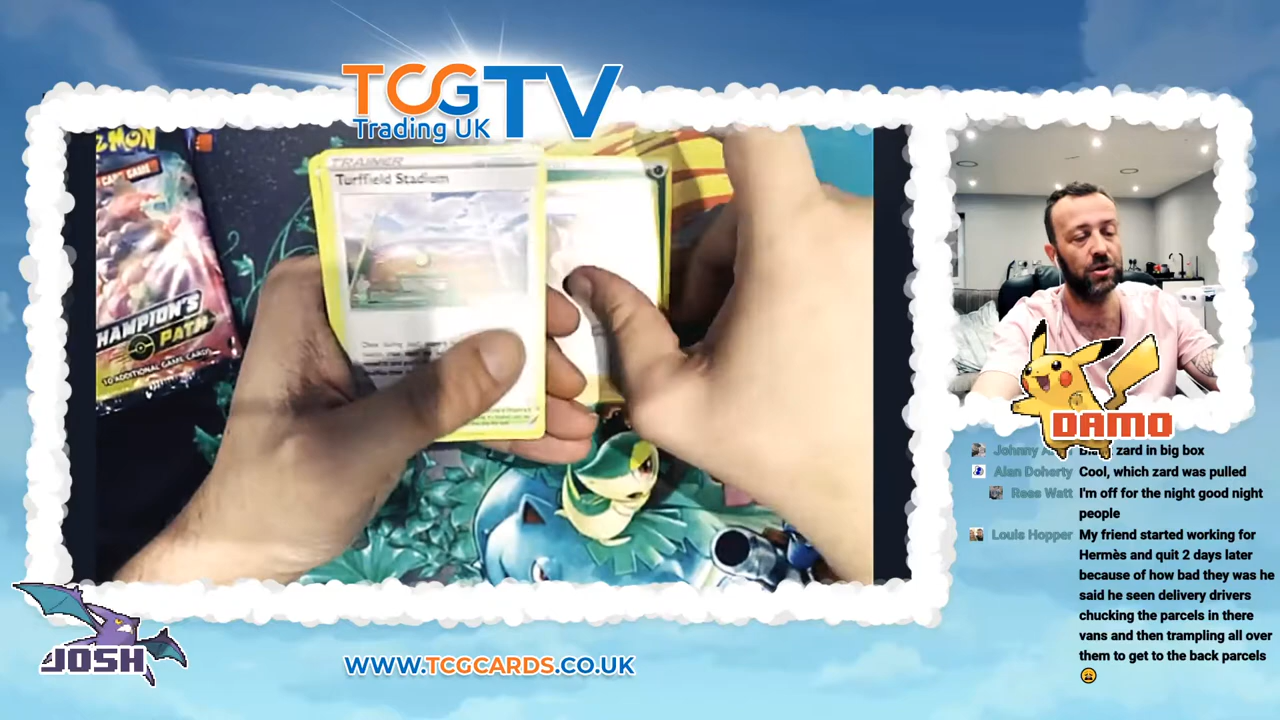 TCG TV
Trading UK
TRAINER
Turffield Stadium
CHAMPION'S
PATH
10 ADDITIONAL GAME CARDS
DAMO
zard in big box
Alan Doherty Cool, which zard was pulled
Rees Watt I'm off for the night good night
people
Louis Hopper My friend started working for
Hermès and quit 2 days later
because of how bad they was he
said he seen delivery drivers
chucking the parcels in there
vans and then trampling all over
them to get to the back parcels
😩
JOSH
WWW.TCGCARDS.CO.UK